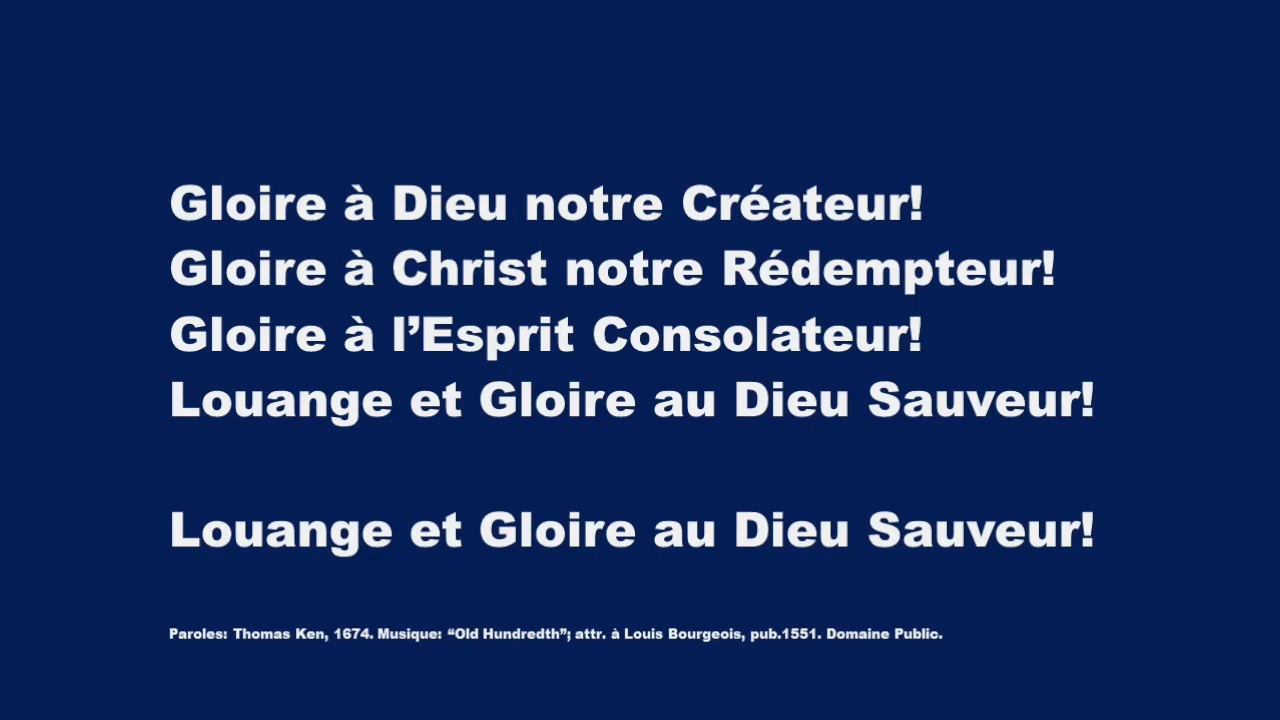 Gloire à Dieu notre Créateur!
Gloire à Christ notre Rédempteur!
Gloire à l’Esprit Consolateur!
Louange et Gloire au Dieu Sauveur!
Louange et Gloire au Dieu Sauveur!
Paroles: Thomas Ken, 1674. Musique: “Old Hundredth”; attr. à Louis Bourgeois, pub.1551. Domaine Public.